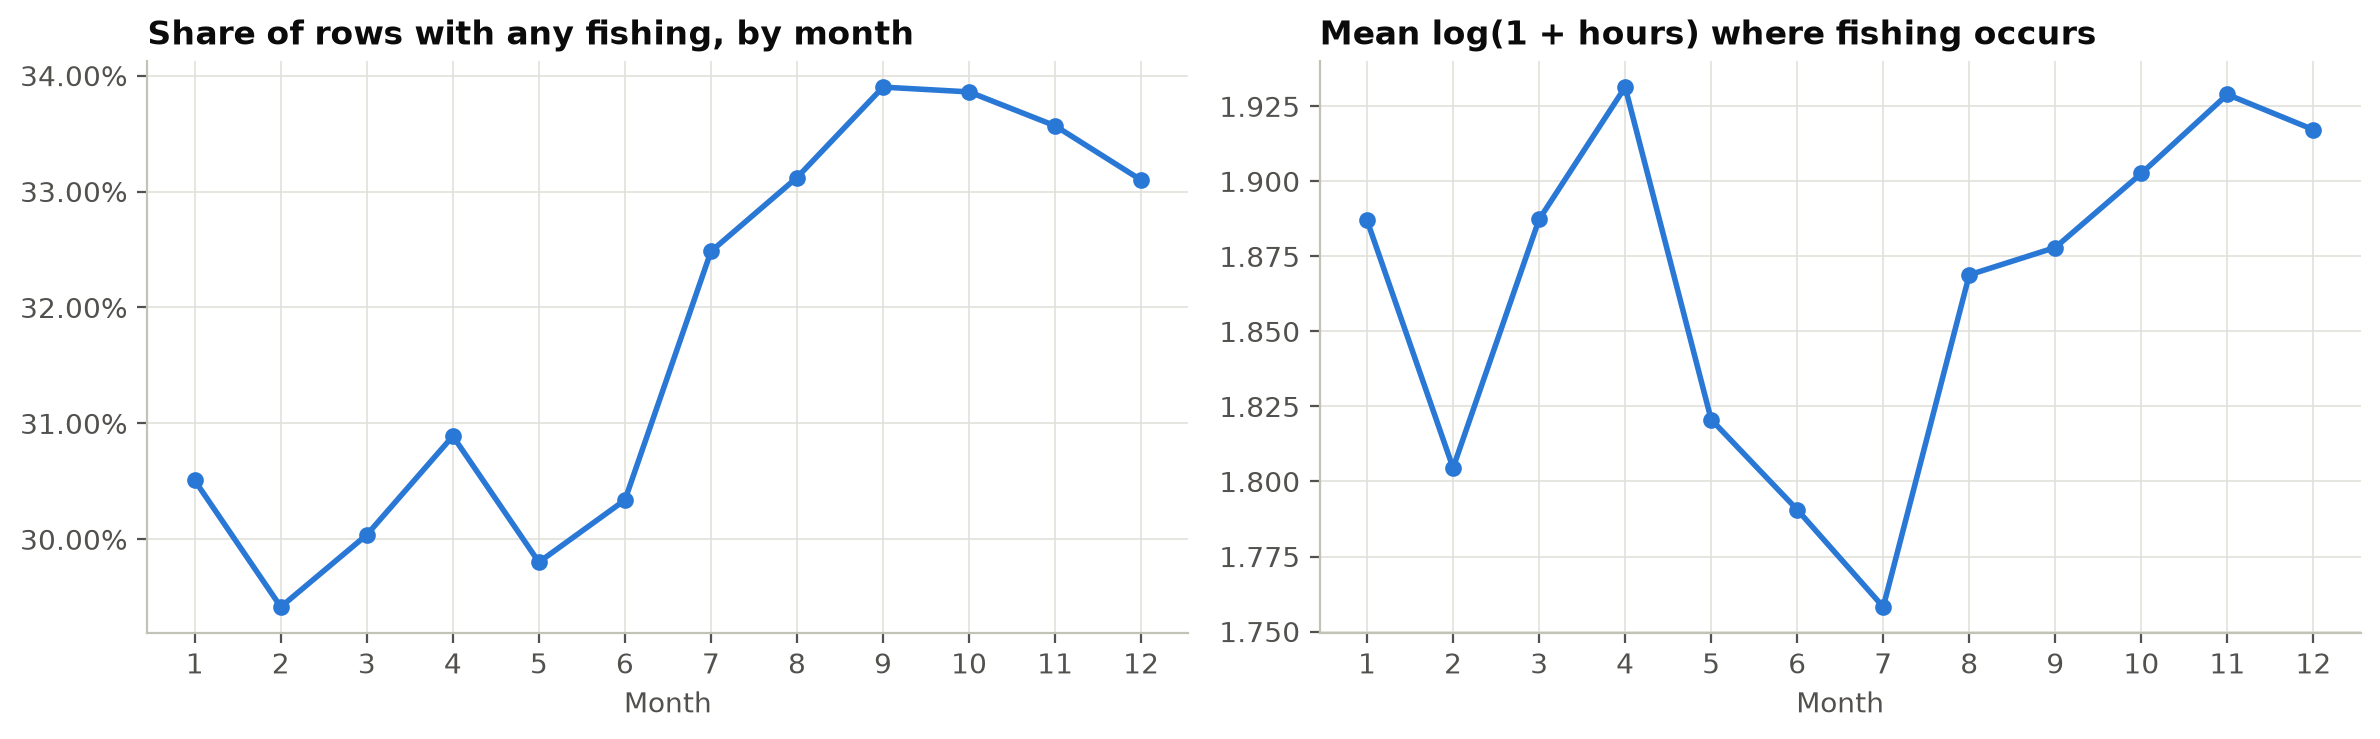 Share of rows with any fishing, by month
34.00%
33.00%
32.00%
31.00%
30.00%
1 2 3 4 5 6 7 8 9 10 11 12
Month
Mean log(1 + hours) where fishing occurs
1.925
1.900
1.875
1.850
1.825
1.800
1.775
1.750
1 2 3 4 5 6 7 8 9 10 11 12
Month